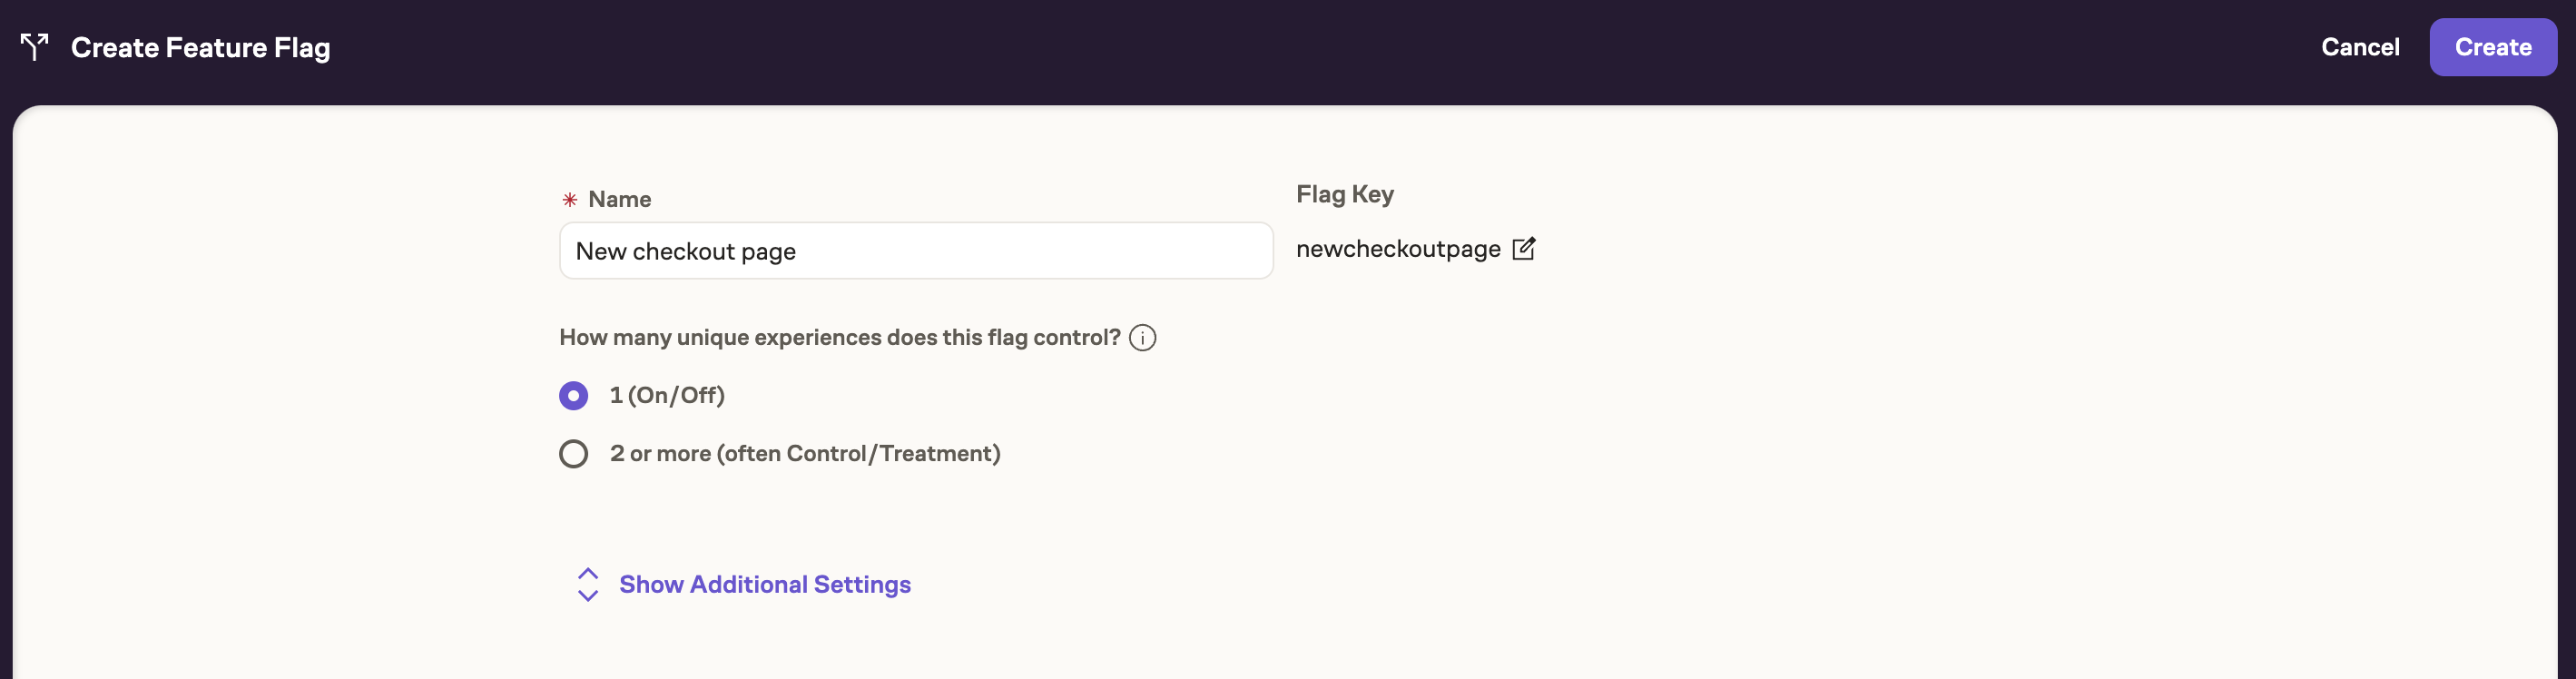 Create Feature Flag
Cancel
Create
* Name
Flag Key
New checkout page
newcheckoutpage
How many unique experiences does this flag control?
1 (On/Off)
2 or more (often Control/Treatment)
Show Additional Settings